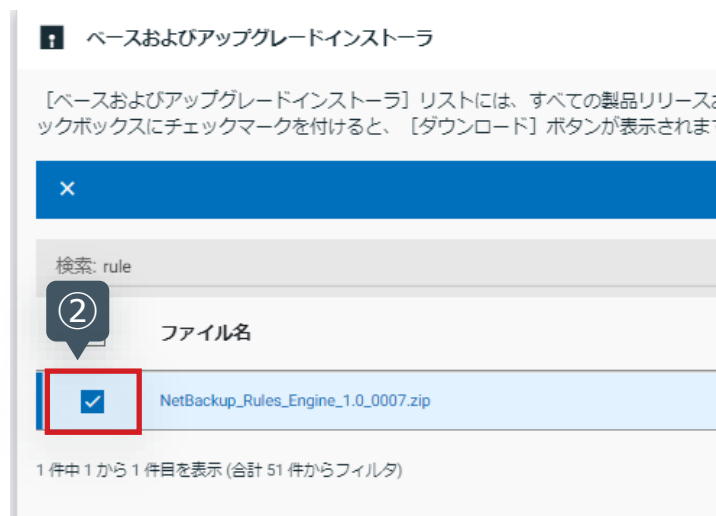 ベースおよびアップグレードインストーラ
［ベースおよびアップグレードインストーラ］リストには、すべての製品リリース
ックボックスにチェックマークを付けると、［ダウンロード］ボタンが表示されま
検索: rule
②
ファイル名
NetBackup_Rules_Engine_1.0_0007.zip
1 件中 1 から 1 件目を表示 (合計 51 件からフィルタ)